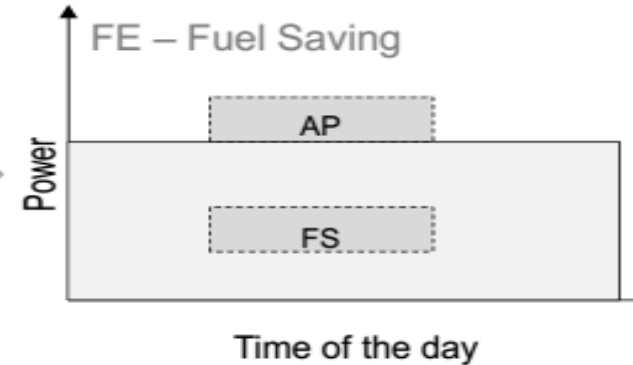 FE – Fuel Saving
AP
Power
FS
Time of the day